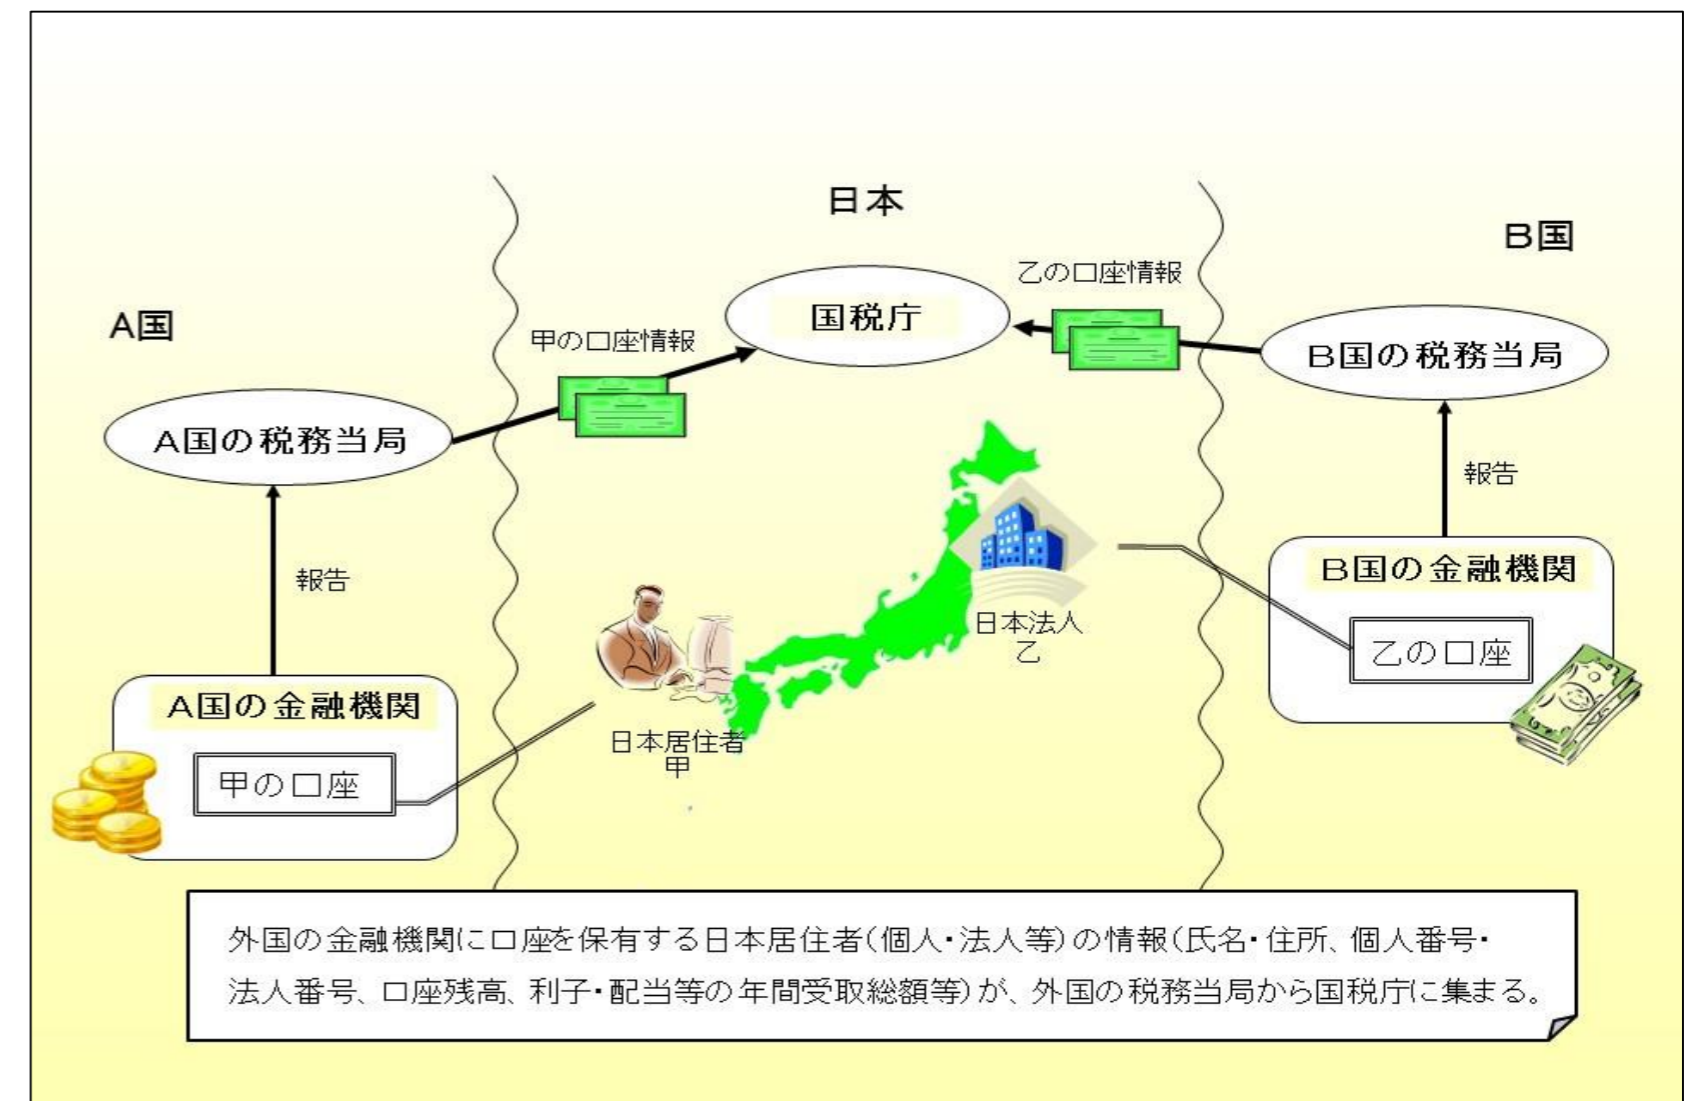 日本
B国
乙の口座情報
国税庁
A国
甲の口座情報
B国の税務当局
A国の税務当局
報告
B国の金融機関
報告
日本法人
乙
乙の口座
A国の金融機関
日本居住者
甲
甲の口座
外国の金融機関に口座を保有する日本居住者(個人・法人等)の情報(氏名・住所、個人番号・
法人番号、口座残高、利子・配当等の年間受取総額等)が、外国の税務当局から国税庁に集まる。